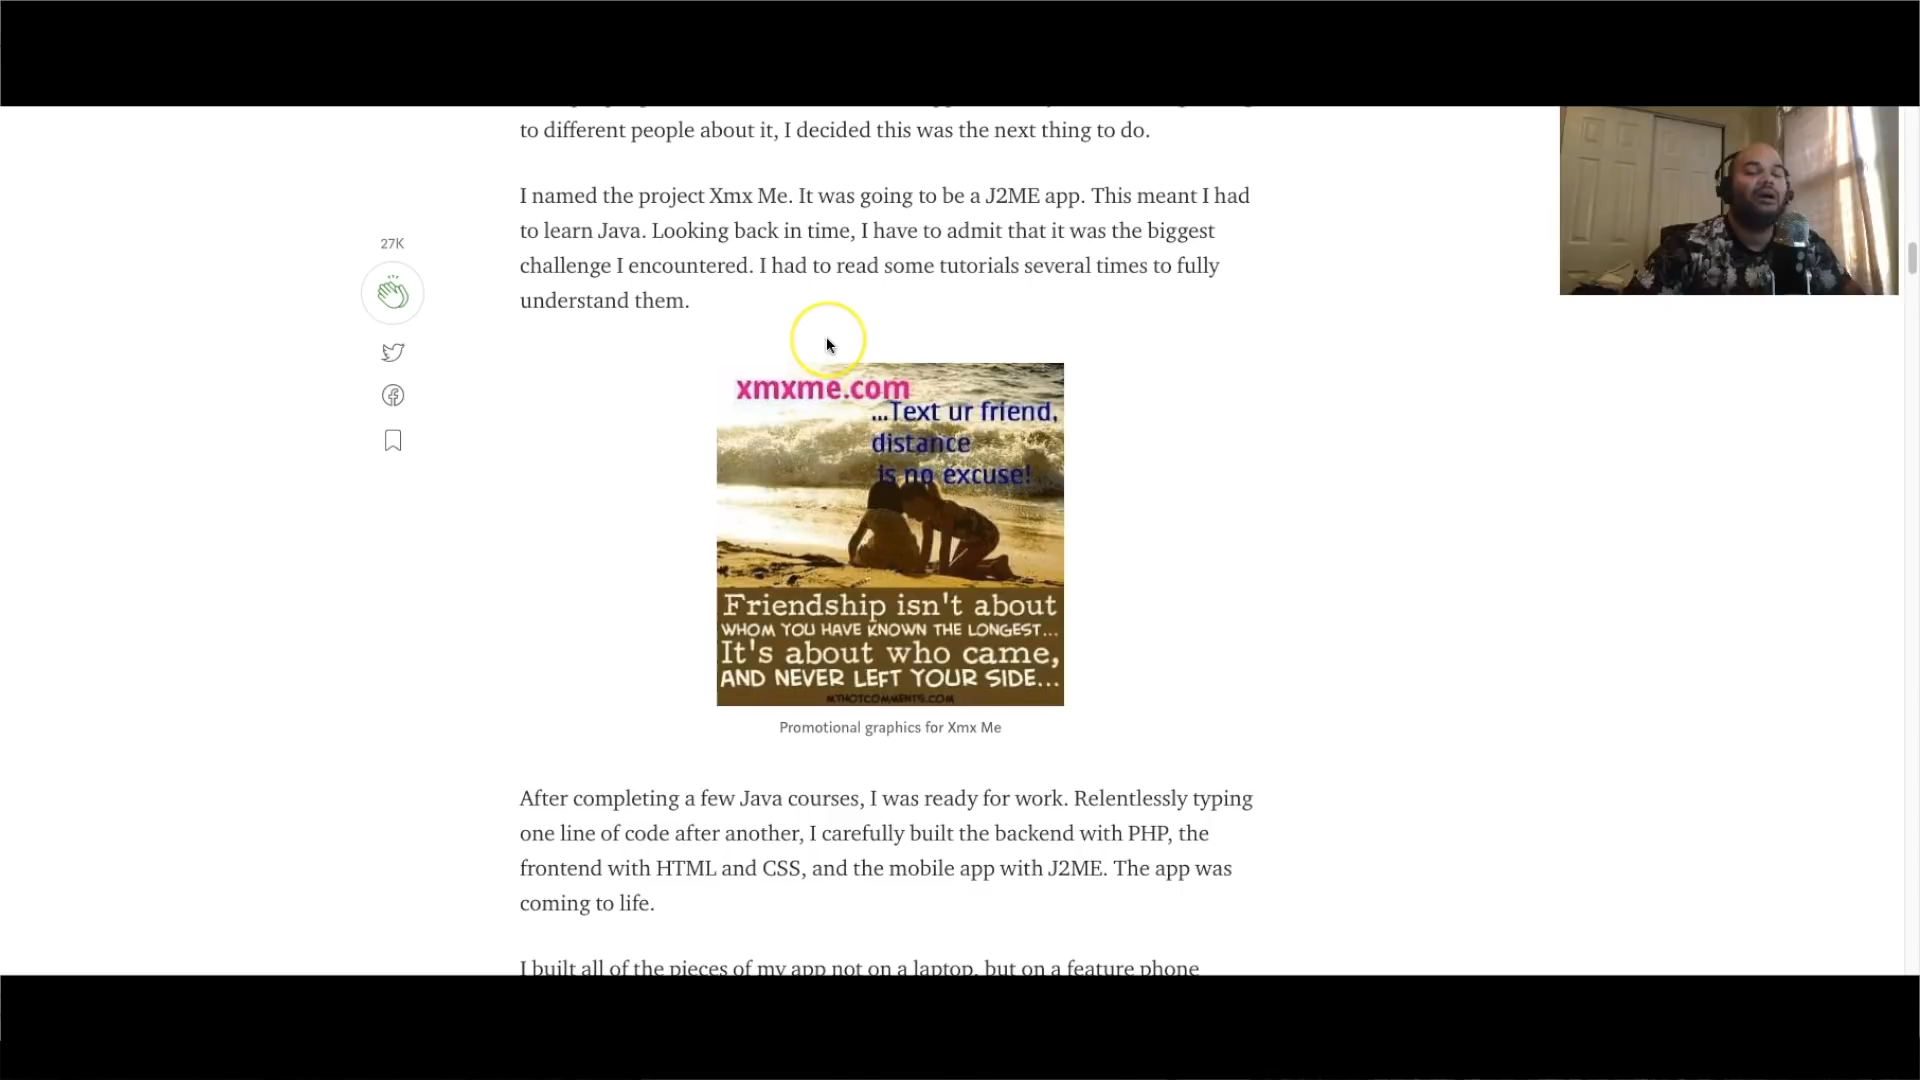 to different people about it, I decided this was the next thing to do.
I named the project Xmx Me. It was going to be a J2ME app. This meant I had
to learn Java. Looking back in time, I have to admit that it was the biggest
challenge I encountered. I had to read some tutorials several times to fully
understand them.
27K
xmxme.com
...Text ur friend,
distance
is no excuse!
Friendship isn't about
WHOM YOU HAVE KNOWN THE LONGEST...
It's about who came,
AND NEVER LEFT YOUR SIDE...
Promotional graphics for Xmx Me
After completing a few Java courses, I was ready for work. Relentlessly typing
one line of code after another, I carefully built the backend with PHP, the
frontend with HTML and CSS, and the mobile app with J2ME. The app was
coming to life.
I built all of the pieces of my app not on a laptop, but on a feature phone